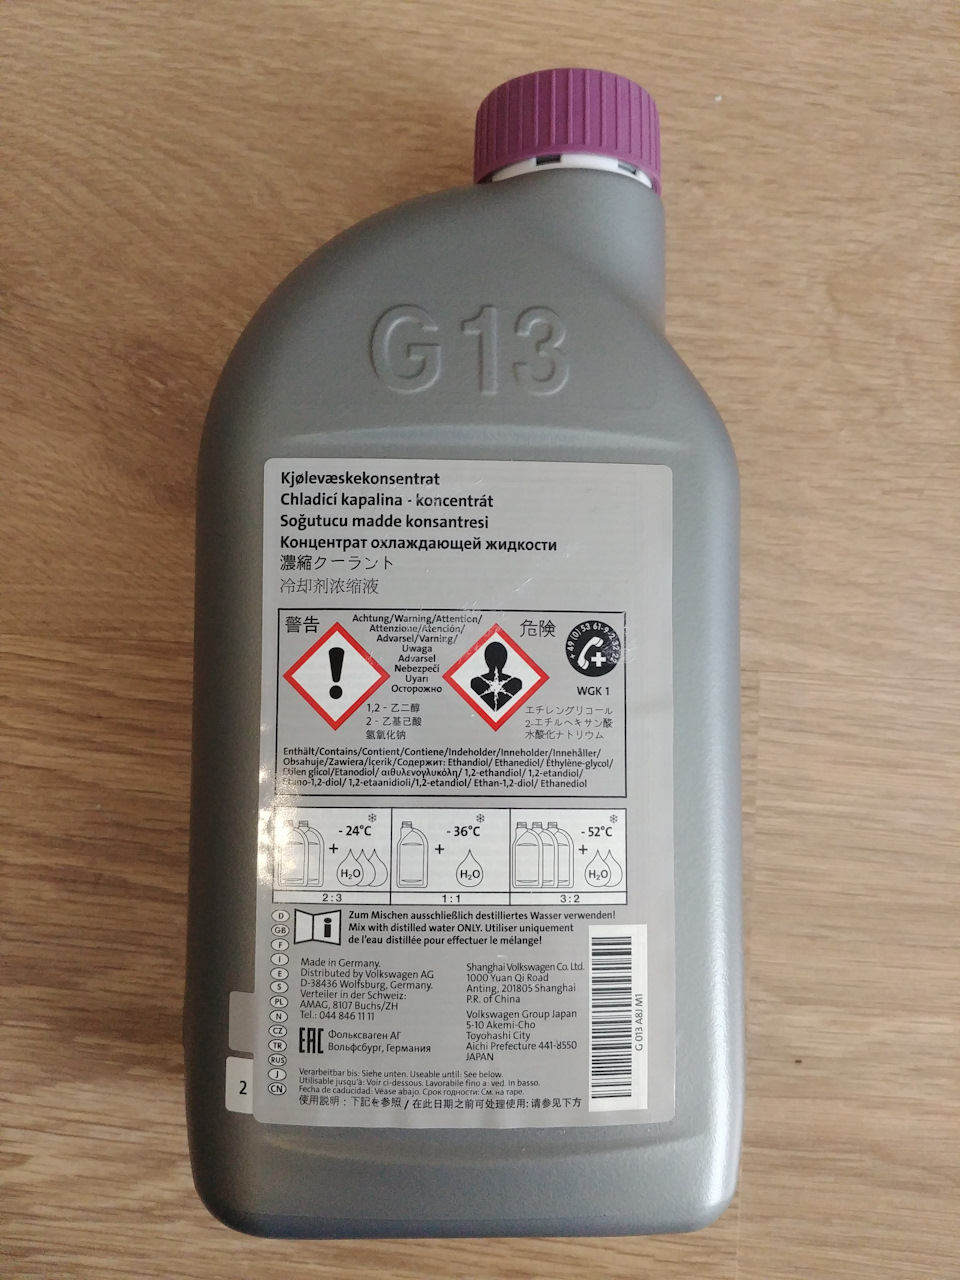 G 13
Kjølevæskekonsentrat
Chladicí kapalina - koncentrát
Soğutucu madde konsantresi
Концентрат охлаждающей жидкости
濃縮クーラント
冷却剂浓缩液
警告
Achtung/Warning/Attention/
Attenzione/Atención/
Advarsel/Varning/
Uwaga
Advarsel
Nebezpečí
Uyarı
Осторожно
危険
+ 49 (0) 53 61-9-2 32 22
WGK 1
1,2 - 乙二醇
2 - 乙基己酸
氢氧化钠
エチレングリコール
2-エチルヘキサン酸
水酸化ナトリウム
Enthält/Contains/Contient/Contiene/Indeholder/Inneholder/Innehåller/
Obsahuje/Zawiera/İçerik/Содержит: Ethandiol/ Ethanediol/ Éthylène-glycol/
Etilen glicol/Etanodiol/ αιθυλενογλυκόλη/ 1,2-ethandiol/ 1,2-etandiol/
Etano-1,2-diol/ 1,2-etaanidioli/1,2-etandiol/ Ethan-1,2-diol/ Ethanediol
- 24°C
+
H₂O
2:3
- 36°C
+
H₂O
1:1
- 52°C
+
H₂O
3:2
D
GB
F
I
E
S
PL
N
CZ
TR
RUS
J
CN
i
Zum Mischen ausschließlich destilliertes Wasser verwenden!
Mix with distilled water ONLY. Utiliser uniquement
de l'eau distillée pour effectuer le mélange!
Made in Germany.
Distributed by Volkswagen AG
D-38436 Wolfsburg, Germany.
Verteiler in der Schweiz:
AMAG, 8107 Buchs/ZH
Tel.: 044 846 11 11
EAC
Фольксваген АГ
Вольфсбург, Германия
Shanghai Volkswagen Co. Ltd.
1000 Yuan Qi Road
Anting, 201805 Shanghai
P.R. of China
Volkswagen Group Japan
5-10 Akemi-Cho
Toyohashi City
Aichi Prefecture 441-8550
JAPAN
G 013 A8J M1
Verarbeitbar bis: Siehe unten. Useable until: See below.
Utilisable jusqu'à: Voir ci-dessous. Lavorabile fino a: ved. in basso.
Fecha de caducidad: Véase abajo. Срок годности: См. на таре.
使用説明：下記を参照 / 在此日期之前可处理使用: 请参见下方
2